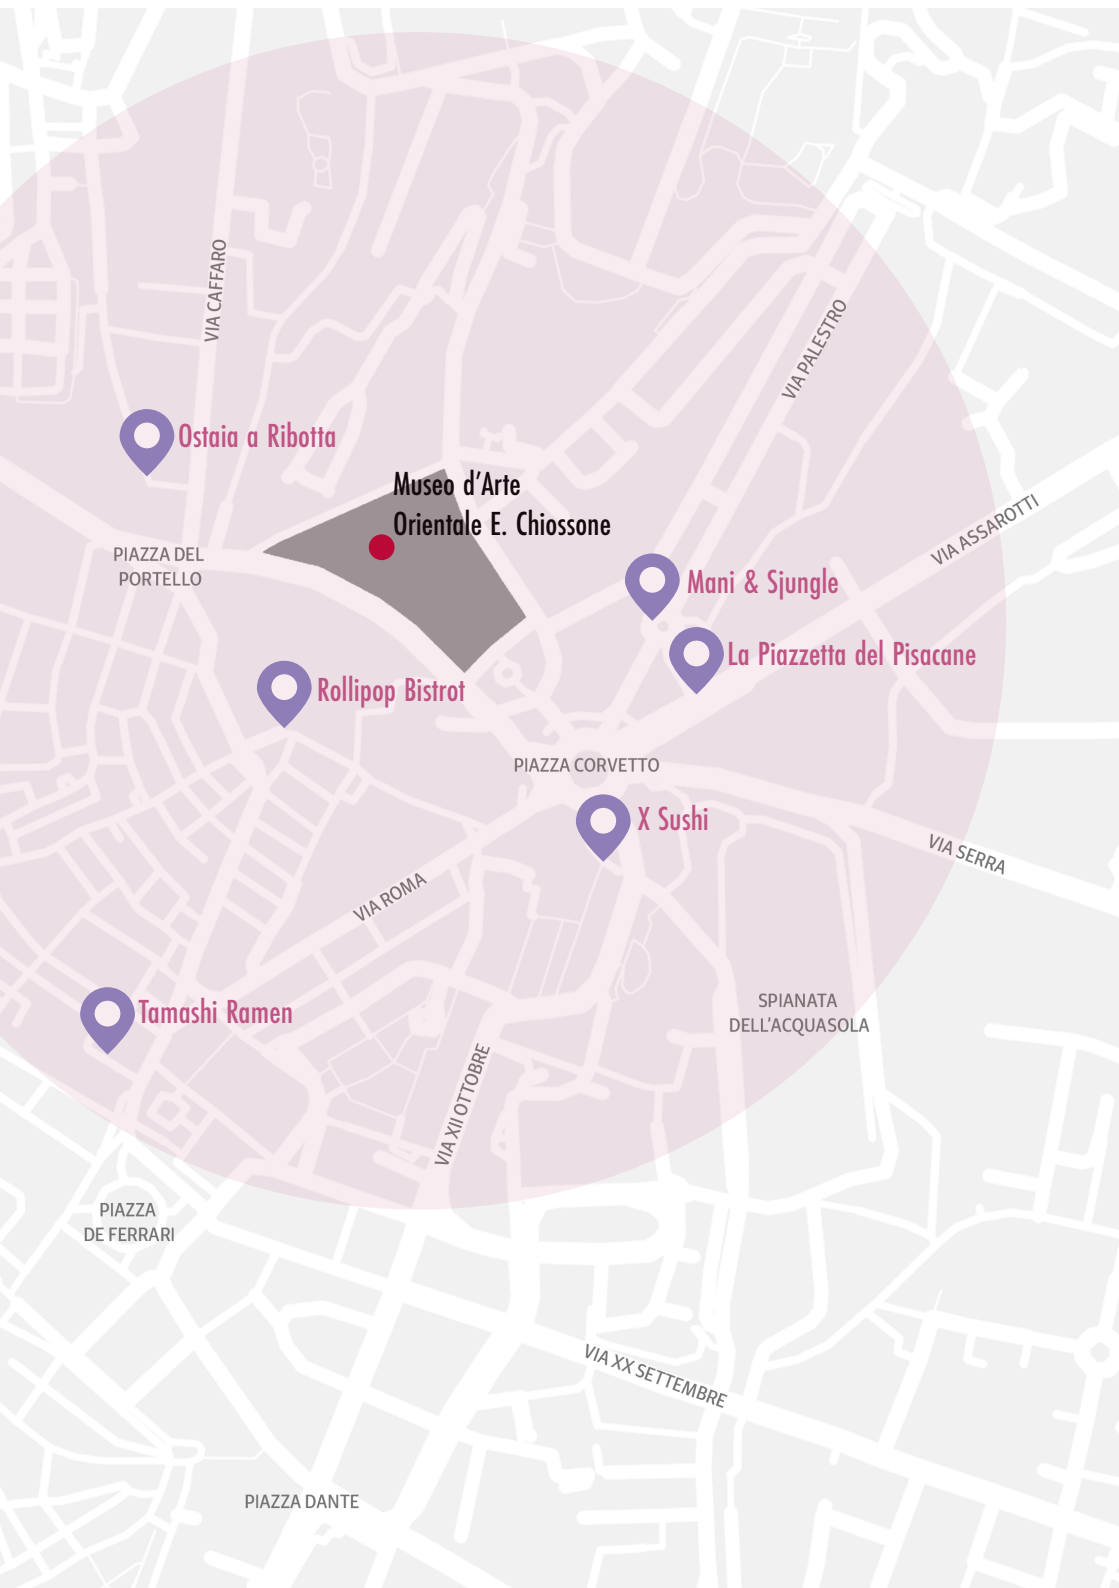 VIA CAFFARO
VIA PALESTRO
Ostaia a Ribotta
Museo d'Arte
Orientale E. Chiossone
VIA ASSAROTTI
PIAZZA DEL
PORTELLO
Mani & Sjungle
La Piazzetta del Pisacane
Rollipop Bistrot
PIAZZA CORVETTO
X Sushi
VIA SERRA
VIA ROMA
Tamashi Ramen
SPIANATA
DELL'ACQUASOLA
VIA XII OTTOBRE
PIAZZA
DE FERRARI
VIA XX SETTEMBRE
PIAZZA DANTE